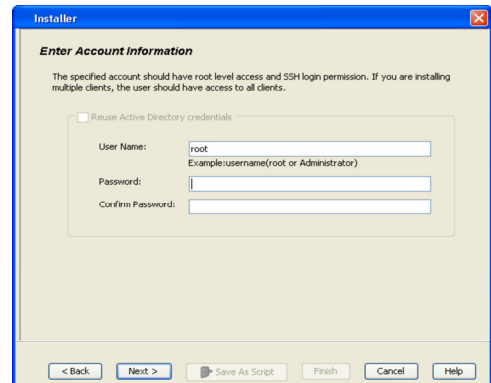 Installer
Enter Account Information
The specified account should have root level access and SSH login permission. If you are installing
multiple clients, the user should have access to all clients.
Reuse Active Directory credentials
User Name:
root
Example:username(root or Administrator)
Password:
Confirm Password:
< Back Next > Save As Script Finish Cancel Help